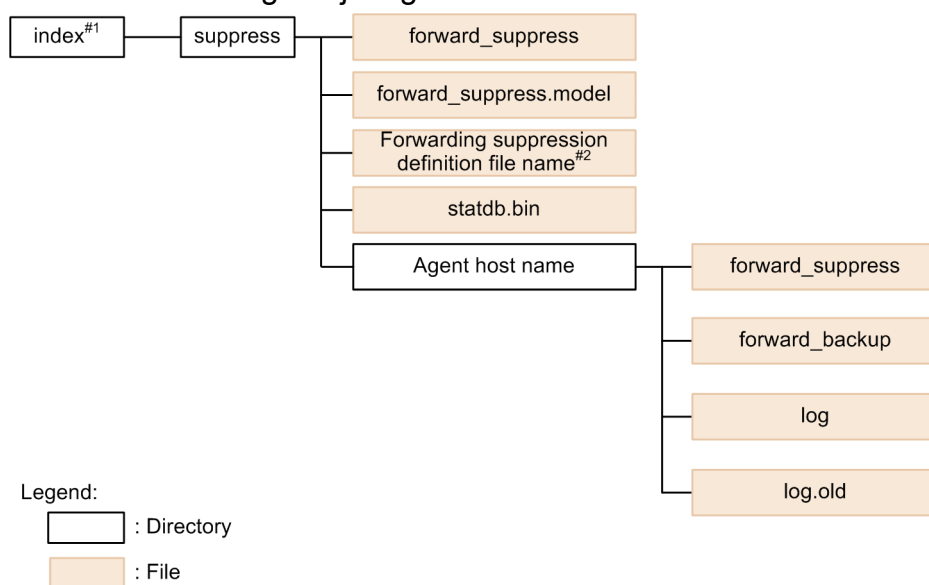 index#1
suppress
forward_suppress
forward_suppress.model
Forwarding suppression
definition file name#2
statdb.bin
Agent host name
forward_suppress
forward_backup
log
log.old
Legend:
: Directory
: File